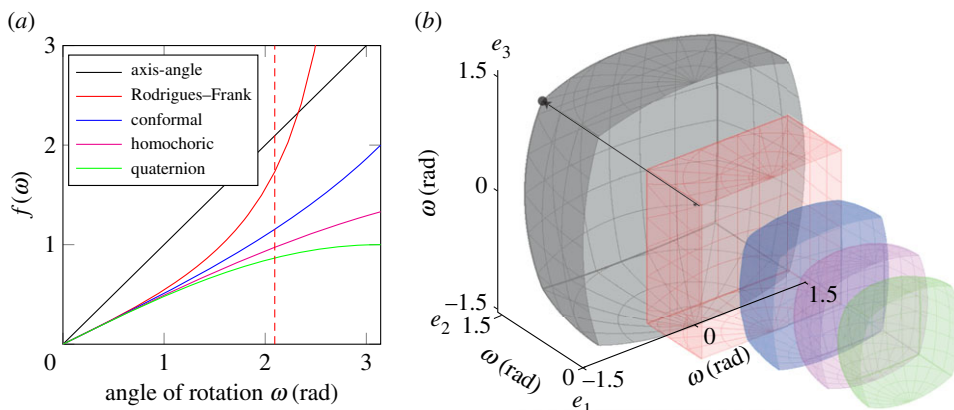 (a)
3
2
1
0
1
2
3
f(ω)
angle of rotation ω (rad)
axis-angle
Rodrigues–Frank
conformal
homochoric
quaternion
(b)
e3
1.5
0
−1.5
ω (rad)
e2 1.5
0
ω (rad)
e1
−1.5
0
1.5
ω (rad)